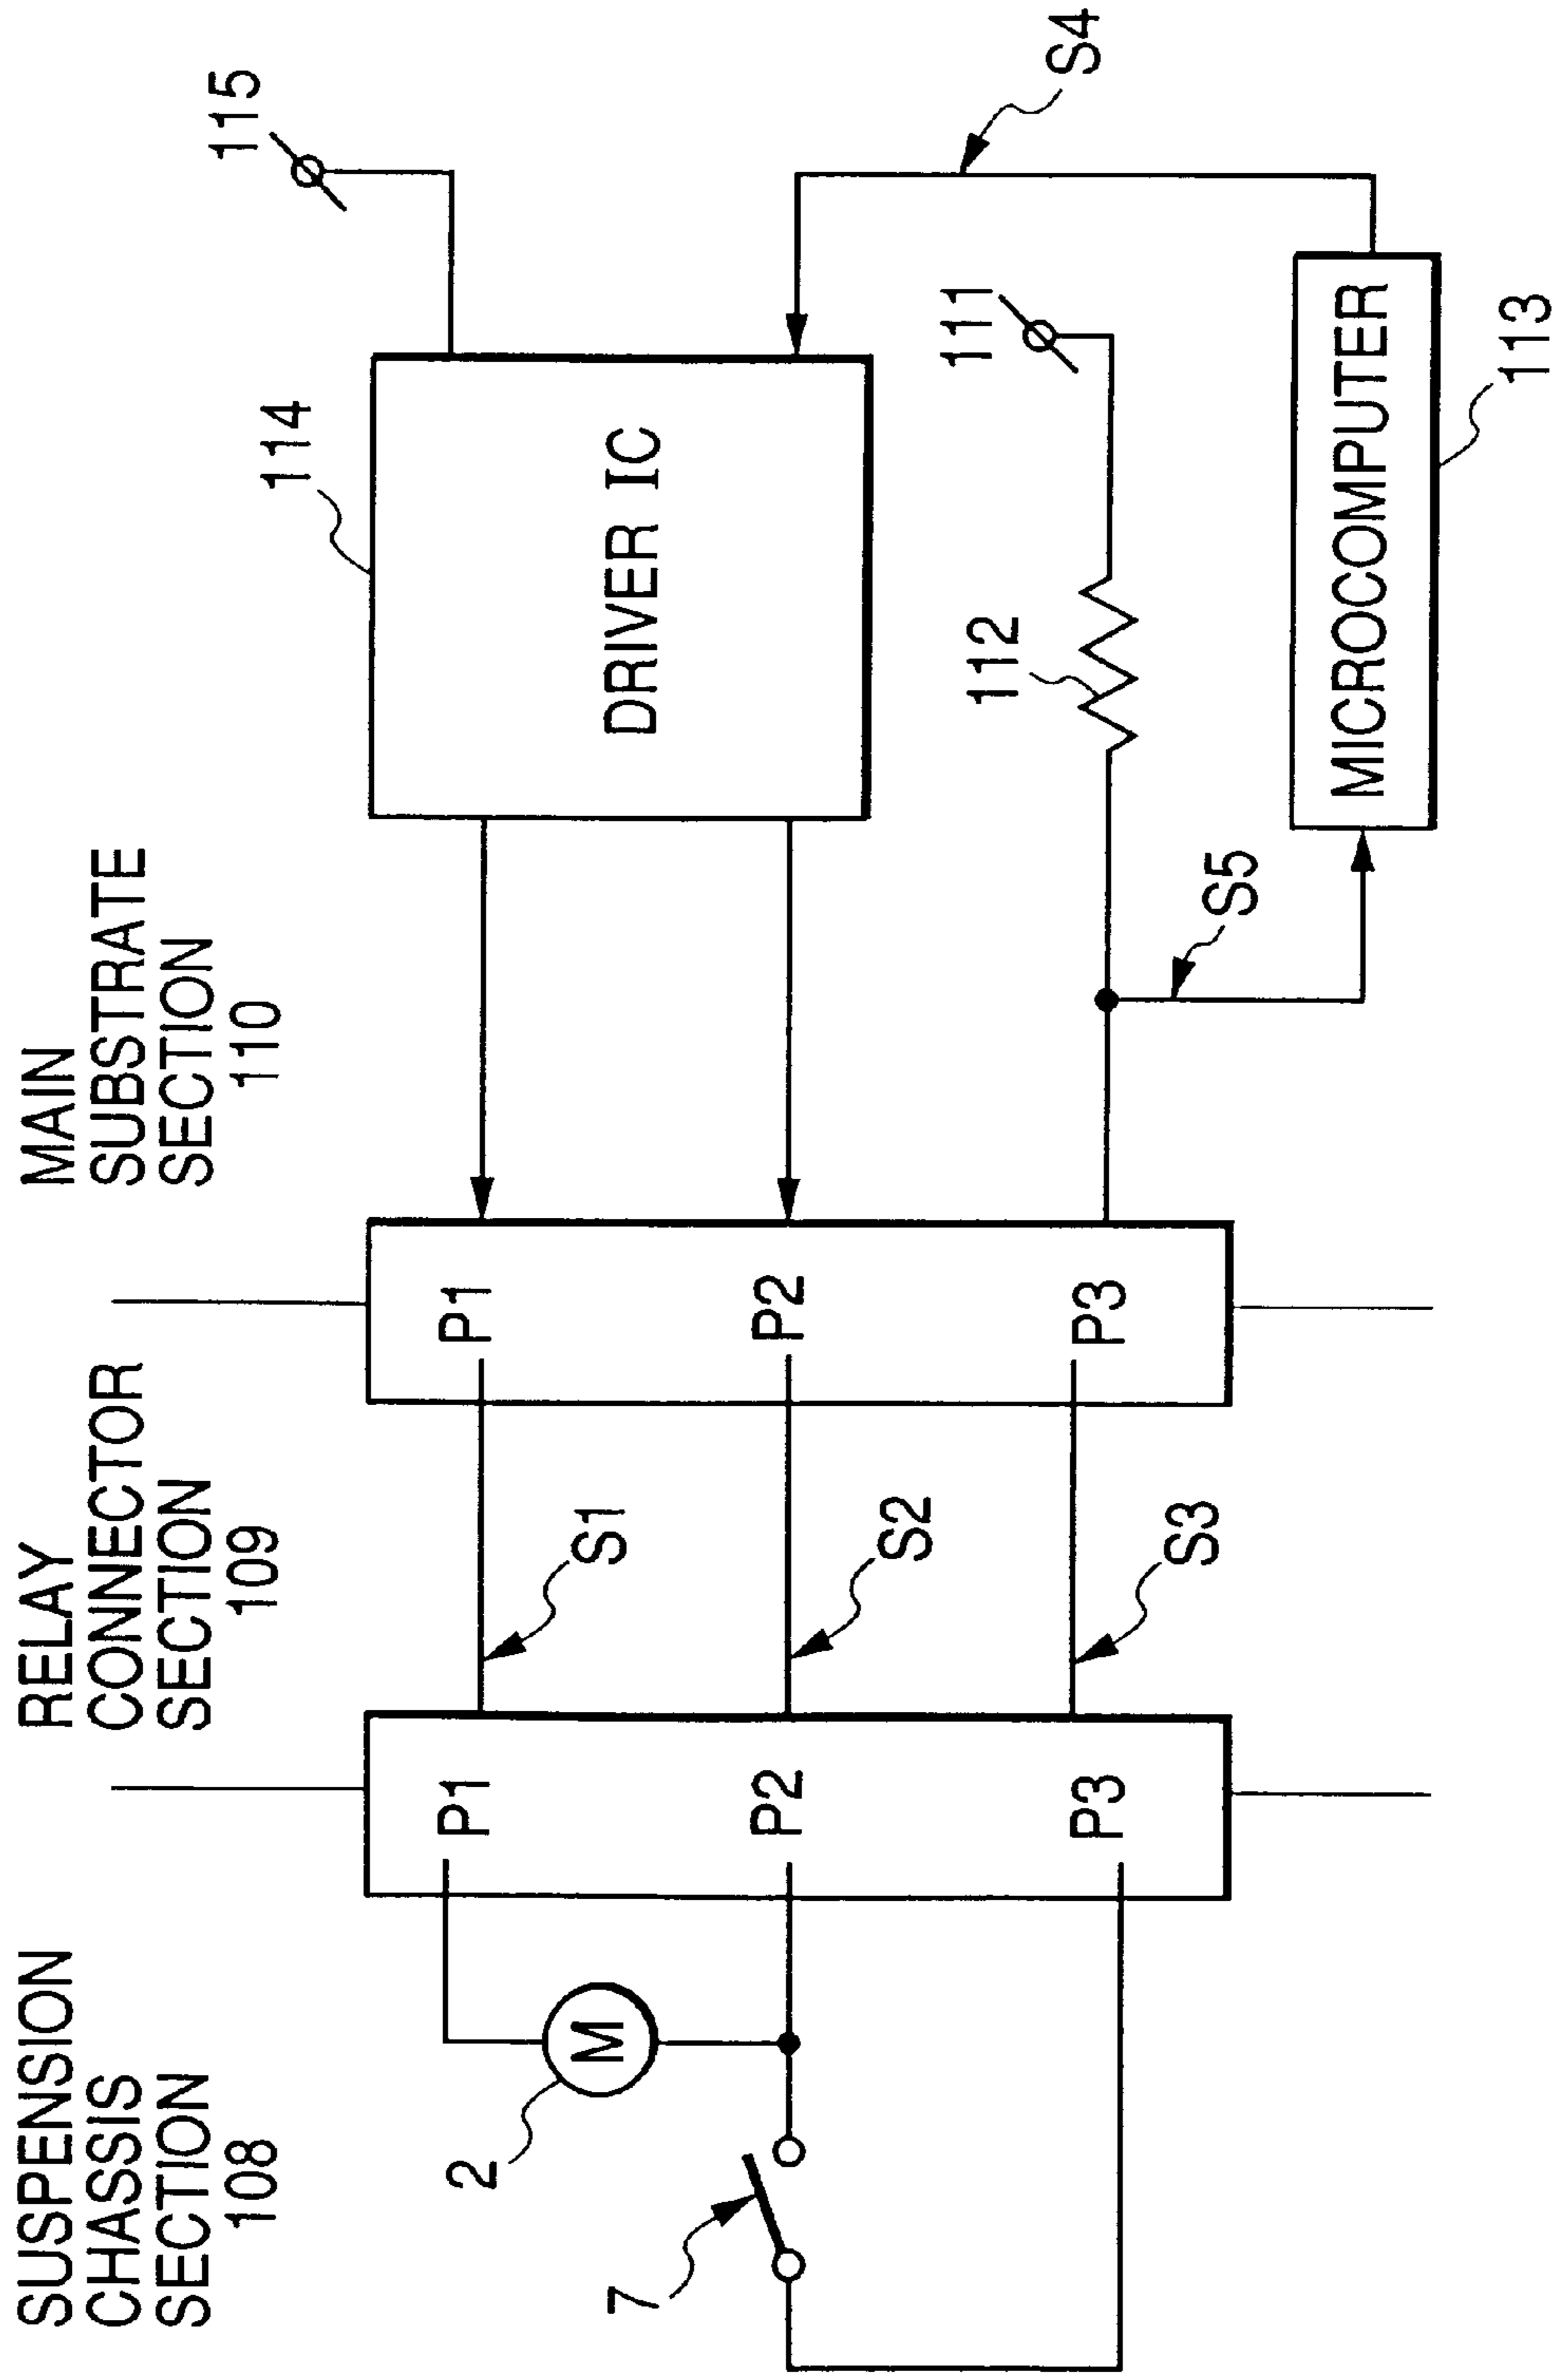 SUSPENSION
CHASSIS
SECTION
108
RELAY
CONNECTOR
SECTION
109
MAIN
SUBSTRATE
SECTION
110
2
7
P1
P2
P3
S1
S2
S3
P1
P2
P3
114
DRIVER IC
115
112
111
S5
S4
MICROCOMPUTER
113